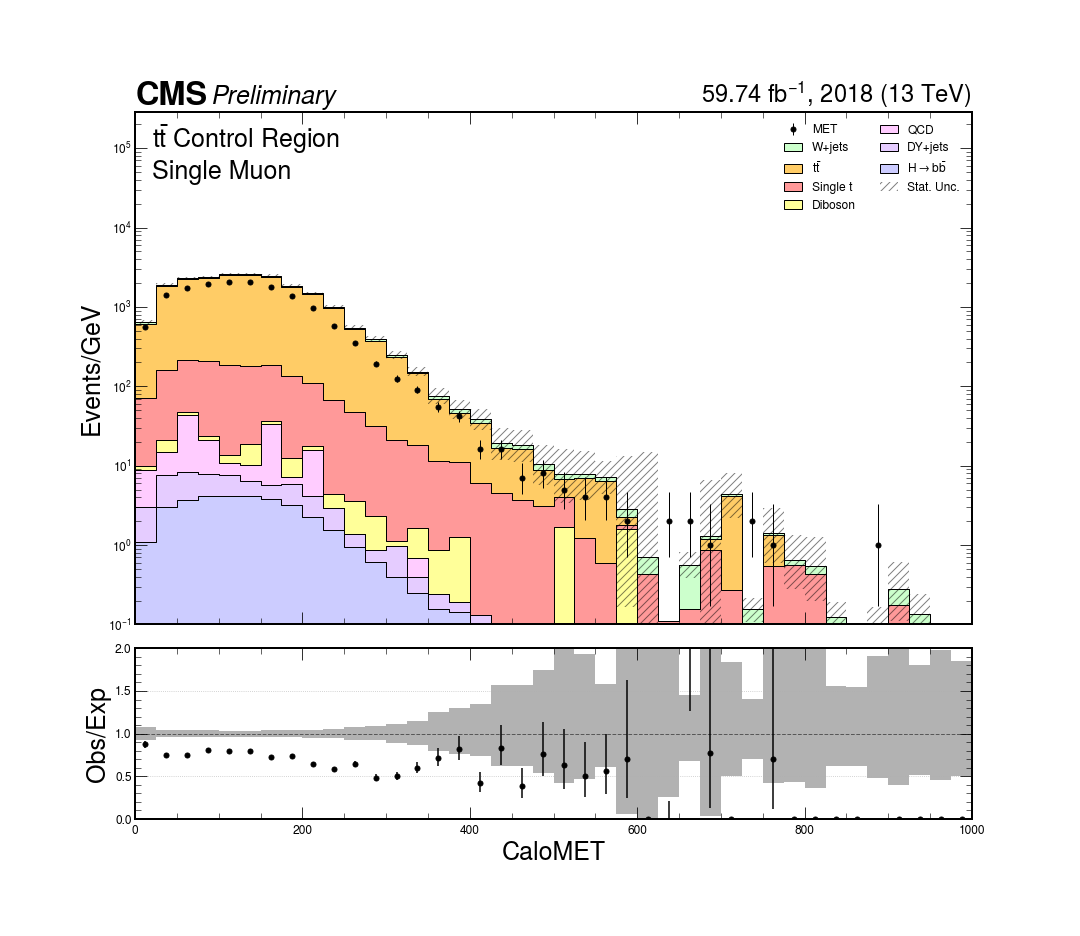 CMS Preliminary 59.74 fb⁻¹, 2018 (13 TeV)
tt̄ Control Region
Single Muon
MET
W+jets
tt̄
Single t
Diboson
QCD
DY+jets
H→bb̄
Stat. Unc.
Events/GeV
10⁵
10⁴
10³
10²
10¹
10⁰
10⁻¹
Obs/Exp
2.0
1.5
1.0
0.5
0.0
0 200 400 600 800 1000
CaloMET